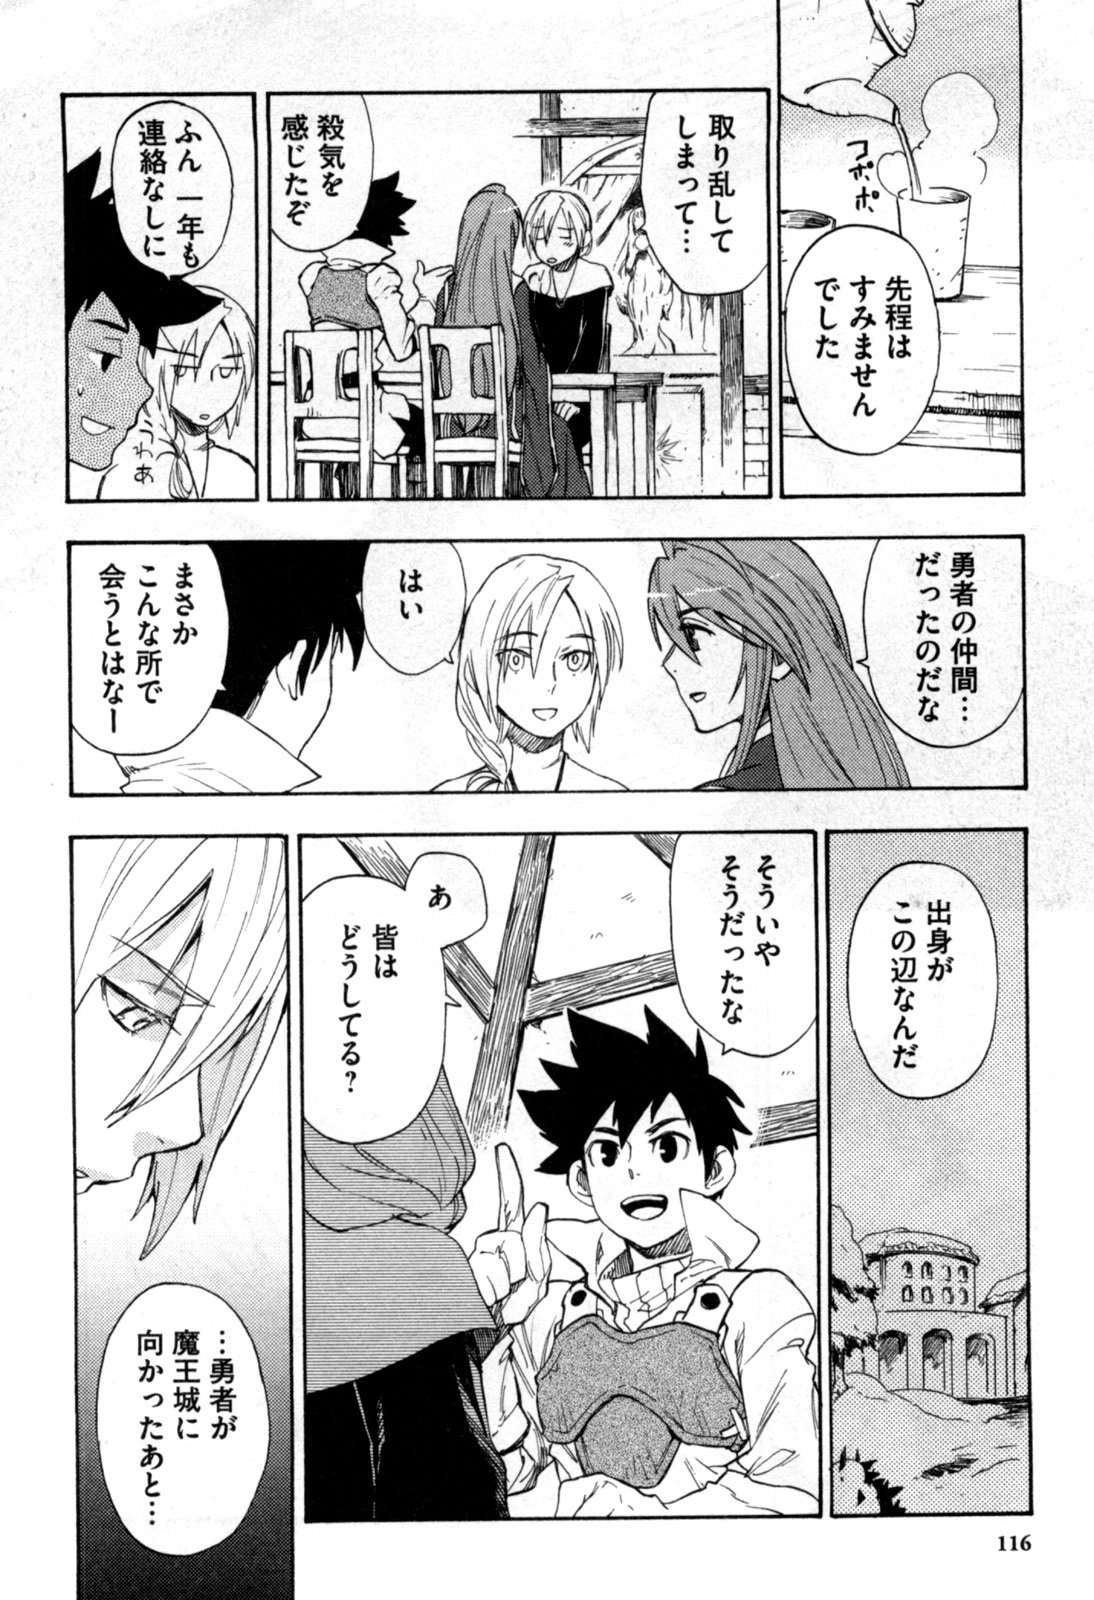 コポポポ
先程は
すみません
でした
取り乱して
しまって…
殺気を
感じたぞ
ふん 一年も
連絡なしに
うわぁ
勇者の仲間…
だったのだな
はい
まさか
こんな所で
会うとはなー
出身が
この辺なんだ
そういや
そうだったな
あ
皆は
どうしてる?
…勇者が
魔王城に
向かったあと…
116